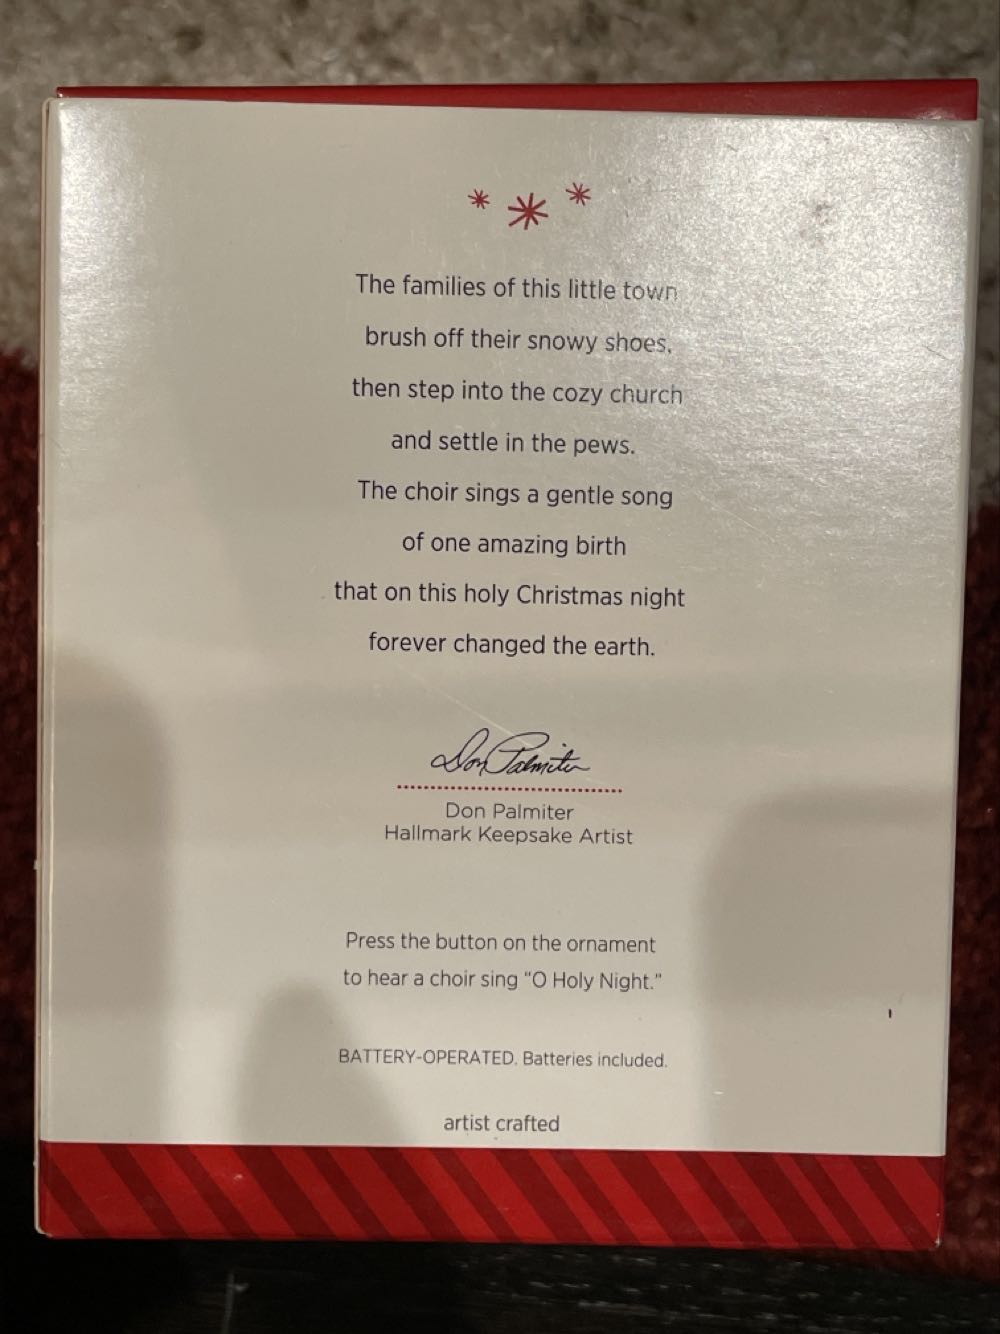 The families of this little town
brush off their snowy shoes,
then step into the cozy church
and settle in the pews.
The choir sings a gentle song
of one amazing birth
that on this holy Christmas night
forever changed the earth.
Don Palmiter
Don Palmiter
Hallmark Keepsake Artist
Press the button on the ornament
to hear a choir sing “O Holy Night.”
BATTERY-OPERATED. Batteries included.
artist crafted